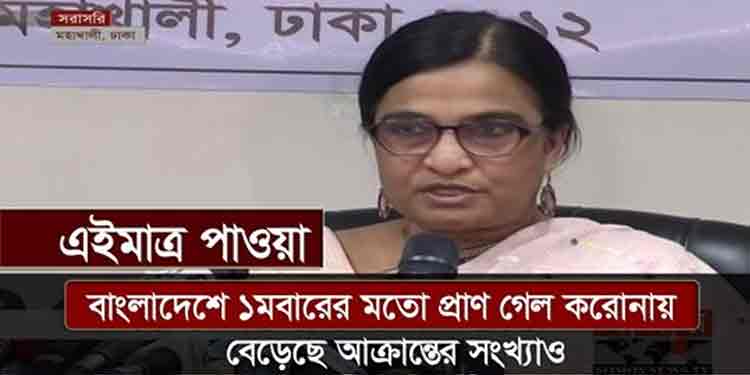 সরাসরি
মহাখালী, ঢাকা
মহাখালী, ঢাকা
এইমাত্র পাওয়া
বাংলাদেশে ১মবারের মতো প্রাণ গেল করোনায়
বেড়েছে আক্রান্তের সংখ্যাও